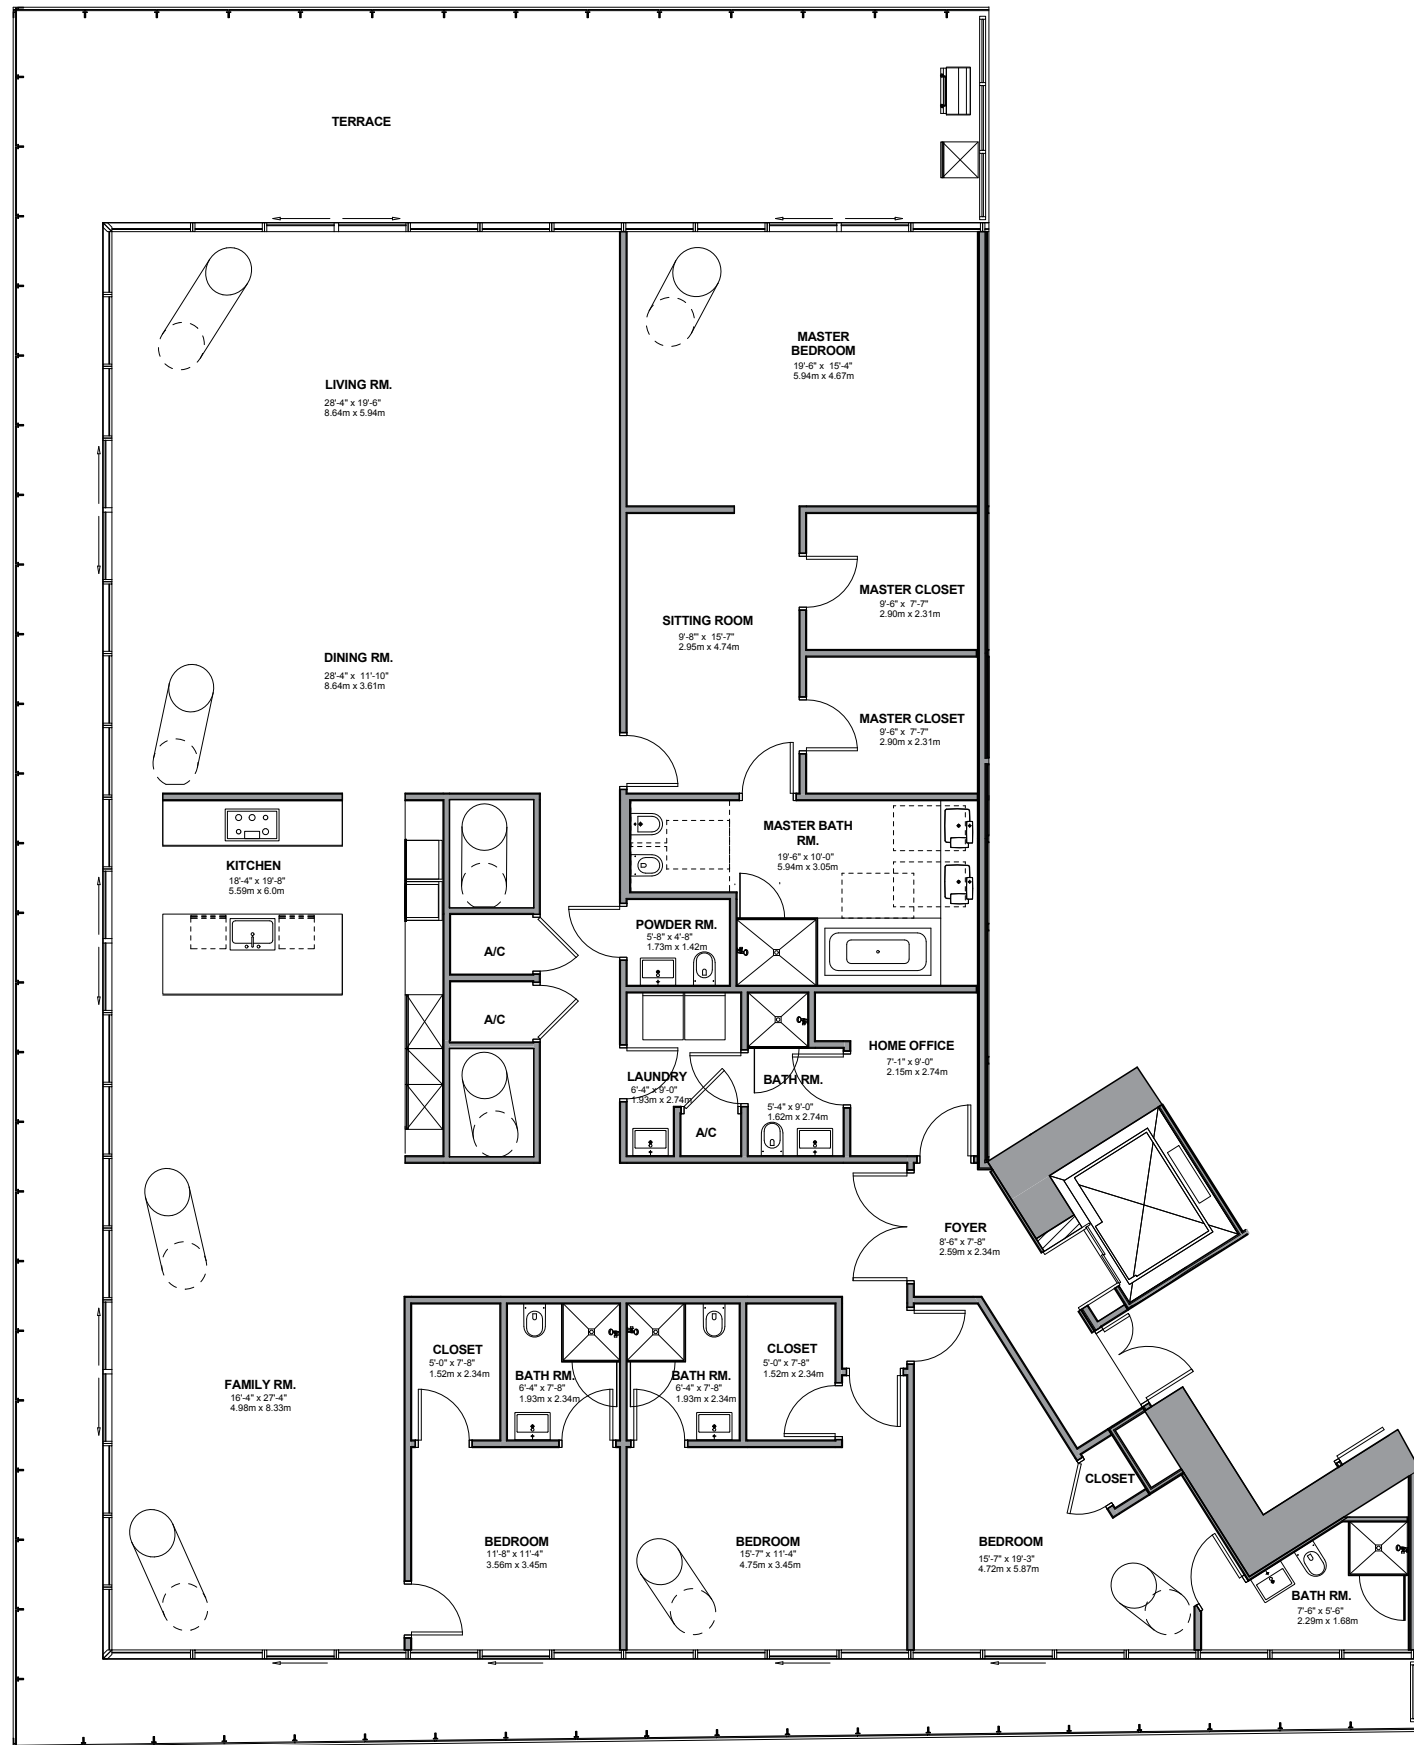 TERRACE
MASTER
BEDROOM
19'-6" x 15'-4"
5.94m x 4.67m
LIVING RM.
28'-4" x 19'-6"
8.64m x 5.94m
MASTER CLOSET
9'-6" x 7'-7"
2.90m x 2.31m
SITTING ROOM
9'-8"' x 15'-7"
2.95m x 4.74m
DINING RM.
28'-4" x 11'-10"
8.64m x 3.61m
MASTER CLOSET
9'-6" x 7'-7"
2.90m x 2.31m
MASTER BATH
RM.
19'-6" x 10'-0"
5.94m x 3.05m
KITCHEN
18'-4" x 19'-8"
5.59m x 6.0m
POWDER RM.
5'-8" x 4'-8"
1.73m x 1.42m
A/C
A/C
HOME OFFICE
7'-1" x 9'-0"
2.15m x 2.74m
LAUNDRY
6'-4" x 9'-0"
1.93m x 2.74m
BATH RM.
5'-4" x 9'-0"
1.62m x 2.74m
A/C
FOYER
8'-6" x 7'-8"
2.59m x 2.34m
CLOSET
5'-0" x 7'-8"
1.52m x 2.34m
BATH RM.
6'-4" x 7'-8"
1.93m x 2.34m
BATH RM.
6'-4" x 7'-8"
1.93m x 2.34m
CLOSET
5'-0" x 7'-8"
1.52m x 2.34m
FAMILY RM.
16'-4" x 27'-4"
4.98m x 8.33m
CLOSET
BEDROOM
11'-8" x 11'-4"
3.56m x 3.45m
BEDROOM
15'-7" x 11'-4"
4.75m x 3.45m
BEDROOM
15'-7" x 19'-3"
4.72m x 5.87m
BATH RM.
7'-6" x 5'-6"
2.29m x 1.68m